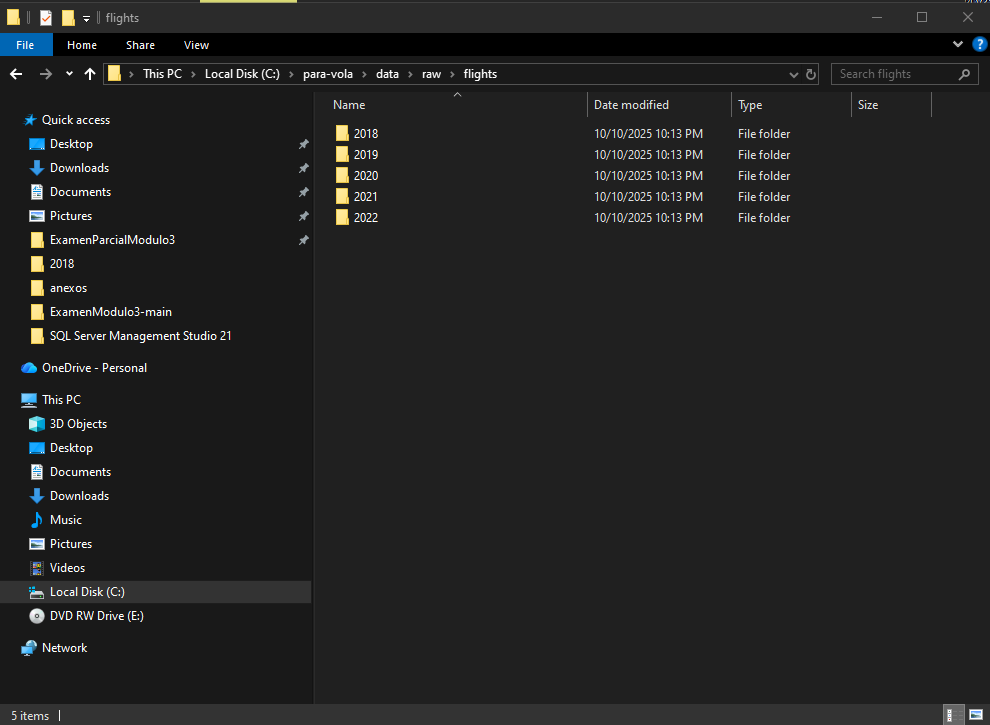 flights
File Home Share View
This PC Local Disk (C:) para-vola data raw flights Search flights
Name Date modified Type Size
2018 10/10/2025 10:13 PM File folder
2019 10/10/2025 10:13 PM File folder
2020 10/10/2025 10:13 PM File folder
2021 10/10/2025 10:13 PM File folder
2022 10/10/2025 10:13 PM File folder
Quick access
Desktop
Downloads
Documents
Pictures
ExamenParcialModulo3
2018
anexos
ExamenModulo3-main
SQL Server Management Studio 21
OneDrive - Personal
This PC
3D Objects
Desktop
Documents
Downloads
Music
Pictures
Videos
Local Disk (C:)
DVD RW Drive (E:)
Network
5 items